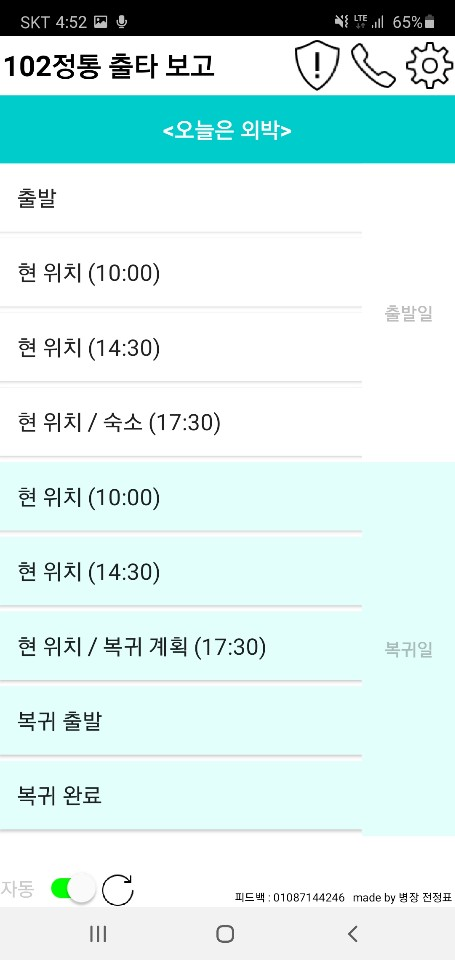 SKT 4:52 LTE 65%
102정통 출타 보고
<오늘은 외박>
출발
현 위치 (10:00)
출발일
현 위치 (14:30)
현 위치 / 숙소 (17:30)
현 위치 (10:00)
현 위치 (14:30)
현 위치 / 복귀 계획 (17:30)
복귀일
복귀 출발
복귀 완료
자동
피드백 : 01087144246 made by 병장 전정표